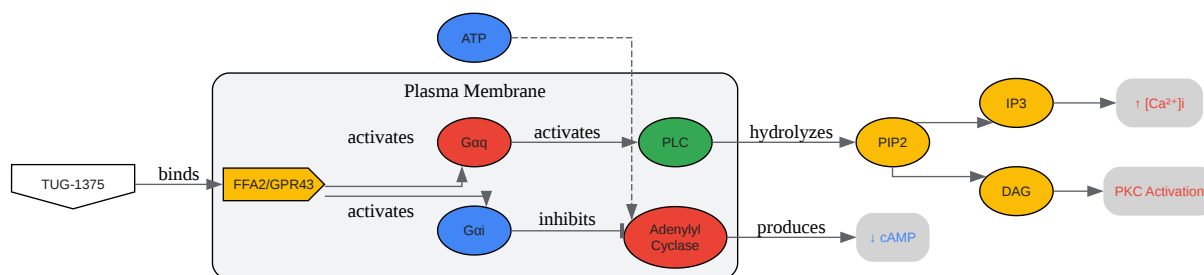 ATP
Plasma Membrane
activates
Gαq
activates
PLC
hydrolyzes
PIP2
IP3
↑ [Ca²⁺]i
TUG-1375
binds
FFA2/GPR43
DAG
PKC Activation
activates
Gαi
inhibits
Adenylyl
Cyclase
produces
↓ cAMP